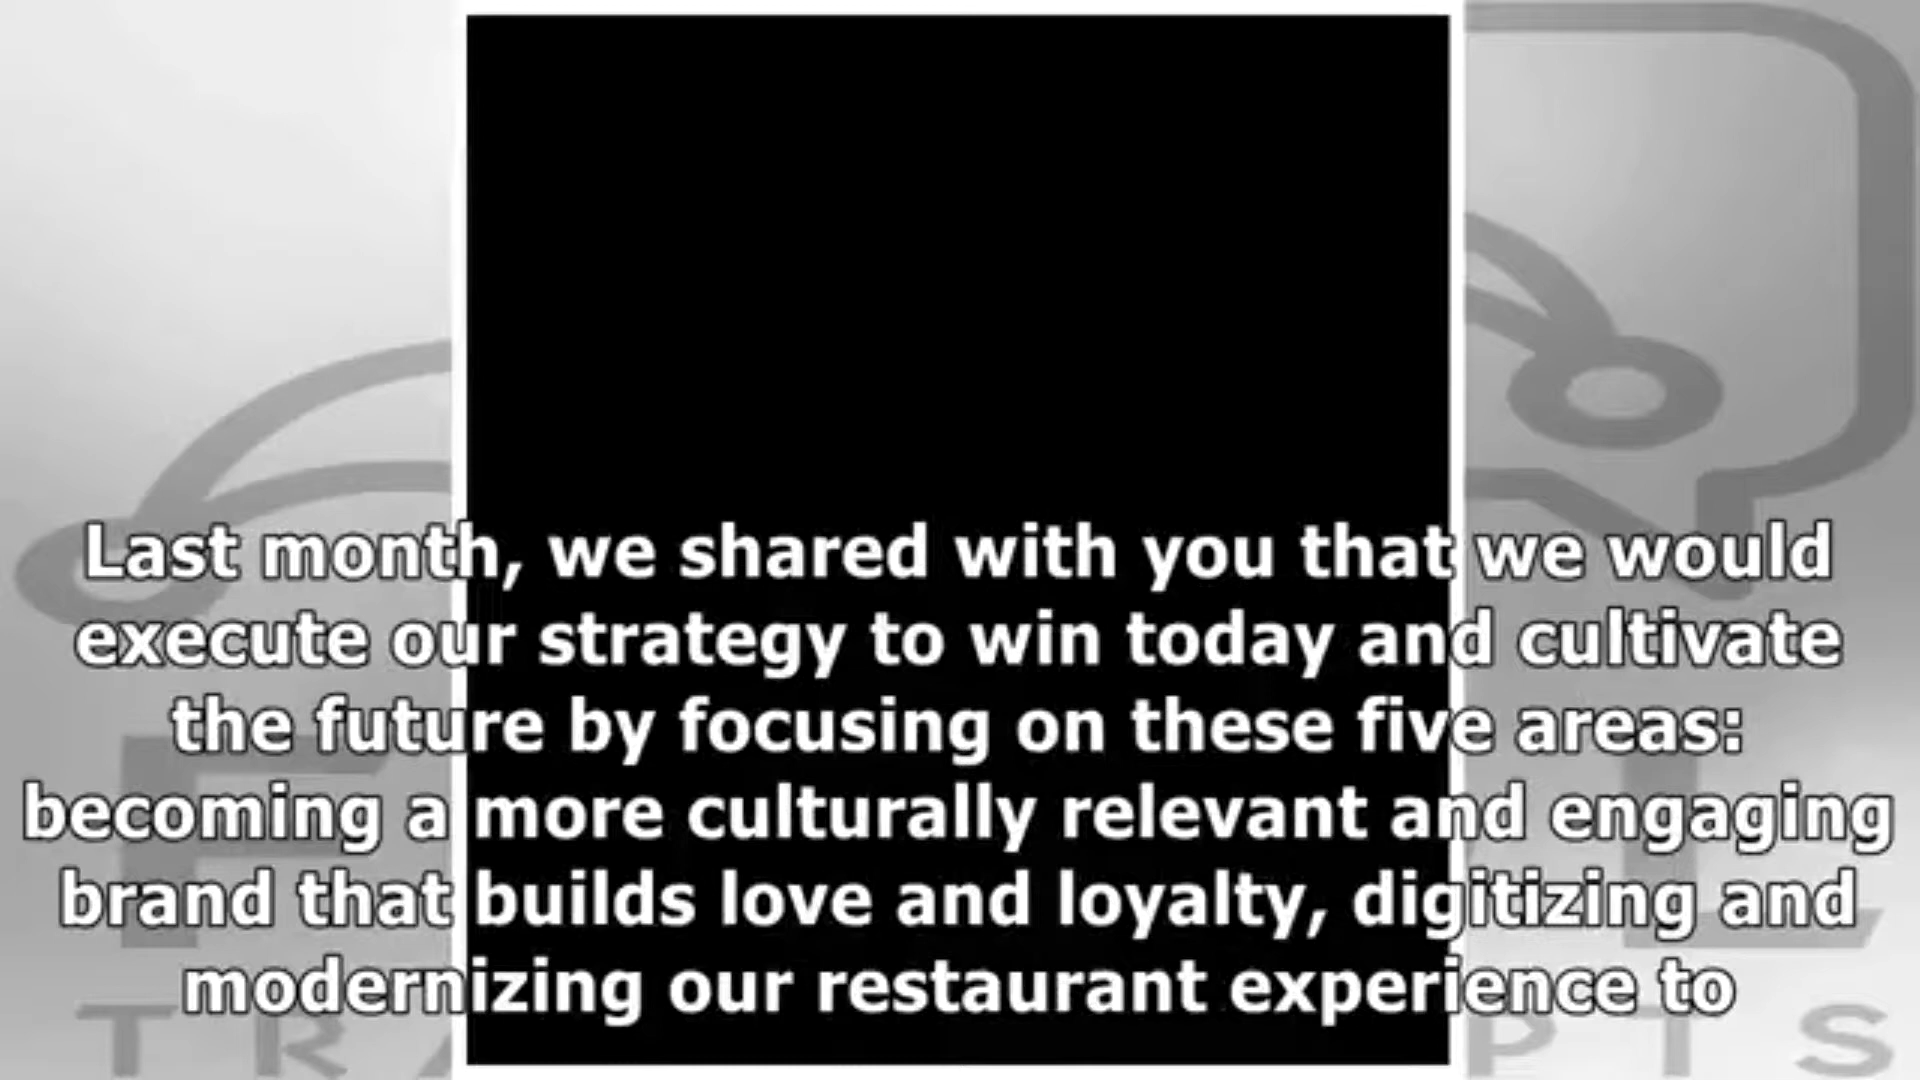 Last month, we shared with you that we would
execute our strategy to win today and cultivate
the future by focusing on these five areas:
becoming a more culturally relevant and engaging
brand that builds love and loyalty, digitizing and
modernizing our restaurant experience to